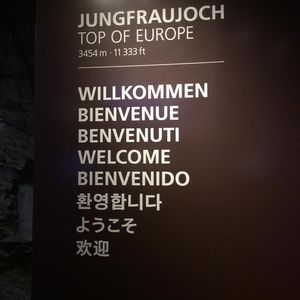 JUNGFRAUJOCH
TOP OF EUROPE
3454 m · 11 333 ft
WILLKOMMEN
BIENVENUE
BENVENUTI
WELCOME
BIENVENIDO
환영합니다
ようこそ
欢迎